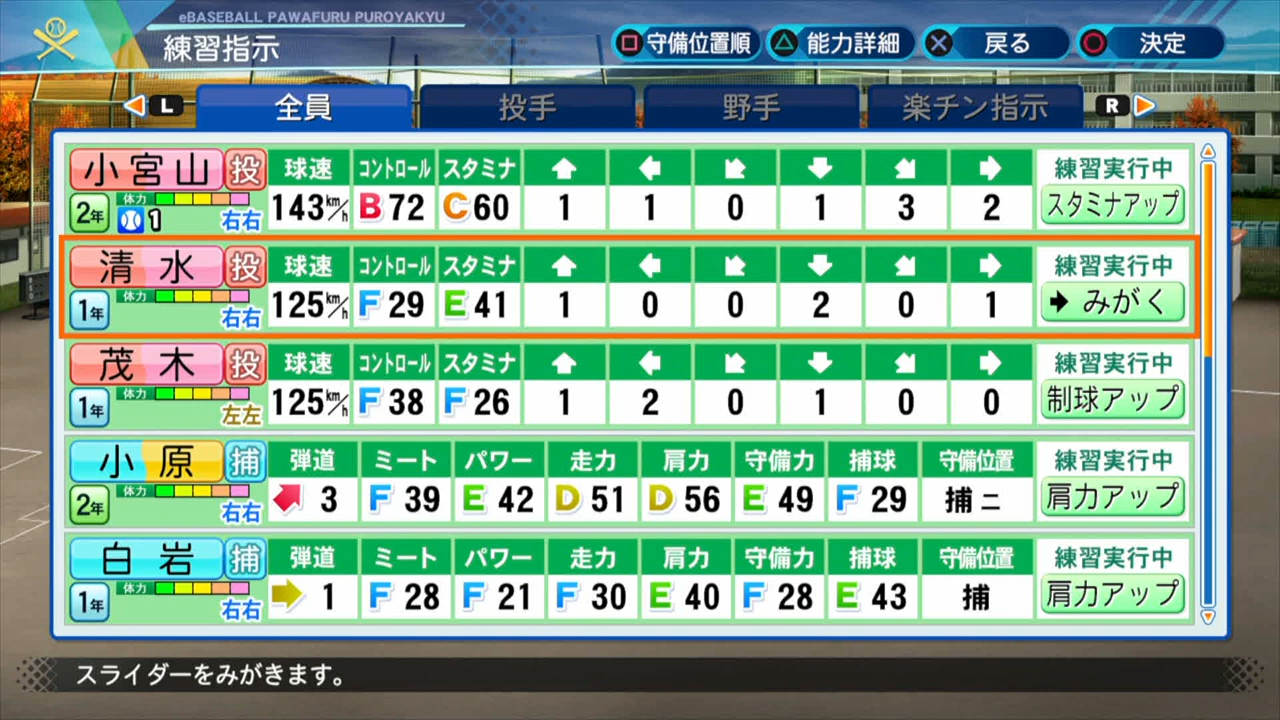 eBASEBALL PAWAFURU PUROYAKYU
練習指示
守備位置順 能力詳細 戻る 決定
L 全員 投手 野手 楽チン指示 R
小宮山 投 球速 コントロール スタミナ 練習実行中
2年 体力 1 右右 143km/h B 72 C 60 1 1 0 1 3 2 スタミナアップ
清水 投 球速 コントロール スタミナ 練習実行中
1年 体力 右右 125km/h F 29 E 41 1 0 0 2 0 1 みがく
茂木 投 球速 コントロール スタミナ 練習実行中
1年 体力 左左 125km/h F 38 F 26 1 2 0 1 0 0 制球アップ
小原 捕 弾道 ミート パワー 走力 肩力 守備力 捕球 守備位置 練習実行中
2年 体力 右右 3 F 39 E 42 D 51 D 56 E 49 F 29 捕 ニ 肩力アップ
白岩 捕 弾道 ミート パワー 走力 肩力 守備力 捕球 守備位置 練習実行中
1年 体力 右右 1 F 28 F 21 F 30 E 40 F 28 E 43 捕 肩力アップ
スライダーをみがきます。